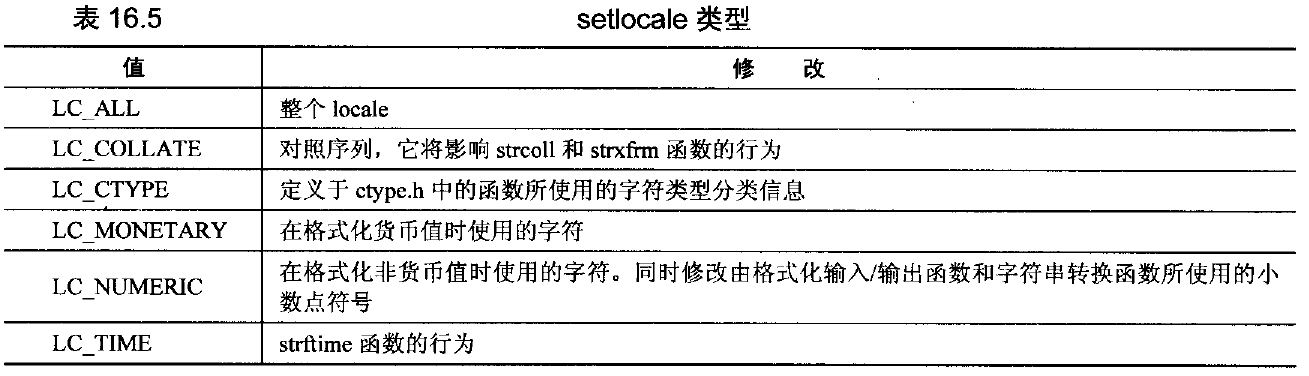 表 16.5 setlocale 类型
值 修 改
LC_ALL 整个 locale
LC_COLLATE 对照序列，它将影响 strcoll 和 strxfrm 函数的行为
LC_CTYPE 定义于 ctype.h 中的函数所使用的字符类型分类信息
LC_MONETARY 在格式化货币值时使用的字符
LC_NUMERIC 在格式化非货币值时使用的字符。同时修改由格式化输入/输出函数和字符串转换函数所使用的小
数点符号
LC_TIME strftime 函数的行为